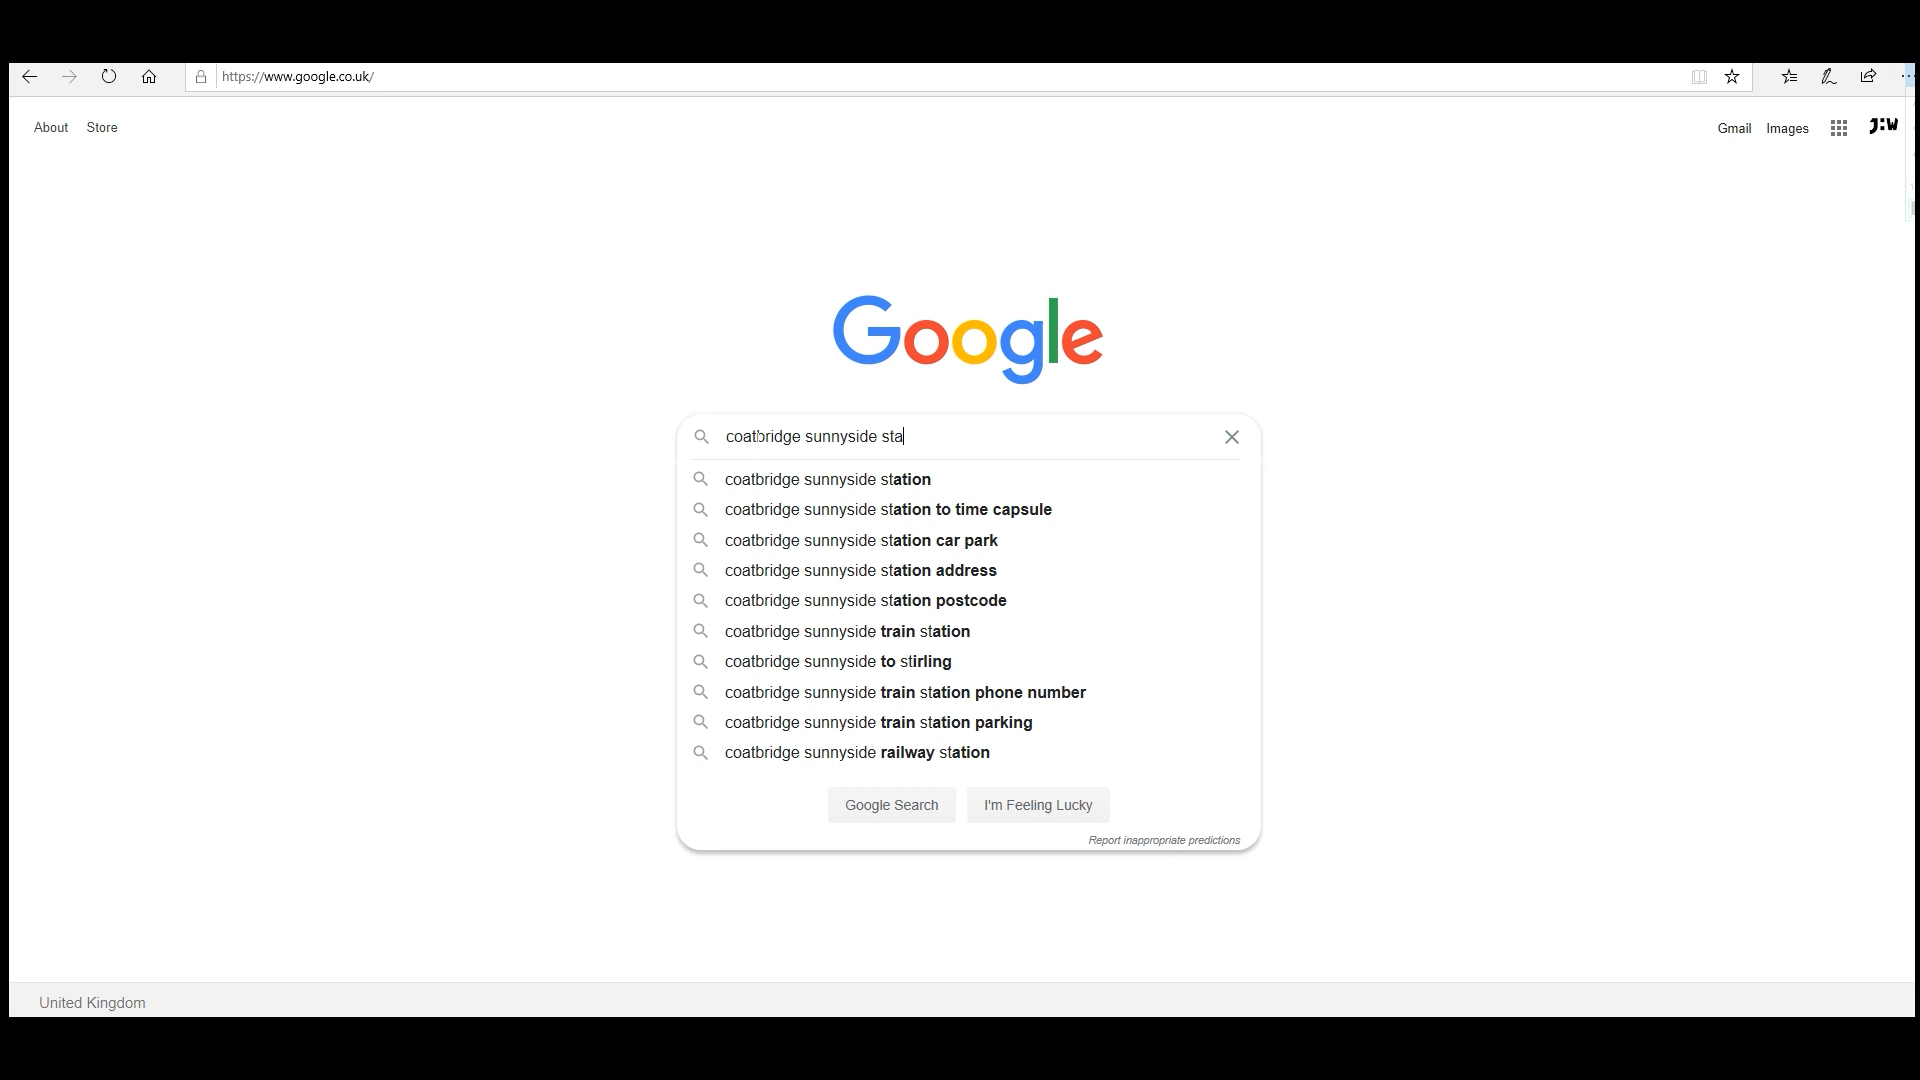 https://www.google.co.uk/
About Store
Gmail Images
J:W
Google
coatbridge sunnyside sta
coatbridge sunnyside station
coatbridge sunnyside station to time capsule
coatbridge sunnyside station car park
coatbridge sunnyside station address
coatbridge sunnyside station postcode
coatbridge sunnyside train station
coatbridge sunnyside to stirling
coatbridge sunnyside train station phone number
coatbridge sunnyside train station parking
coatbridge sunnyside railway station
Google Search I'm Feeling Lucky
Report inappropriate predictions
United Kingdom